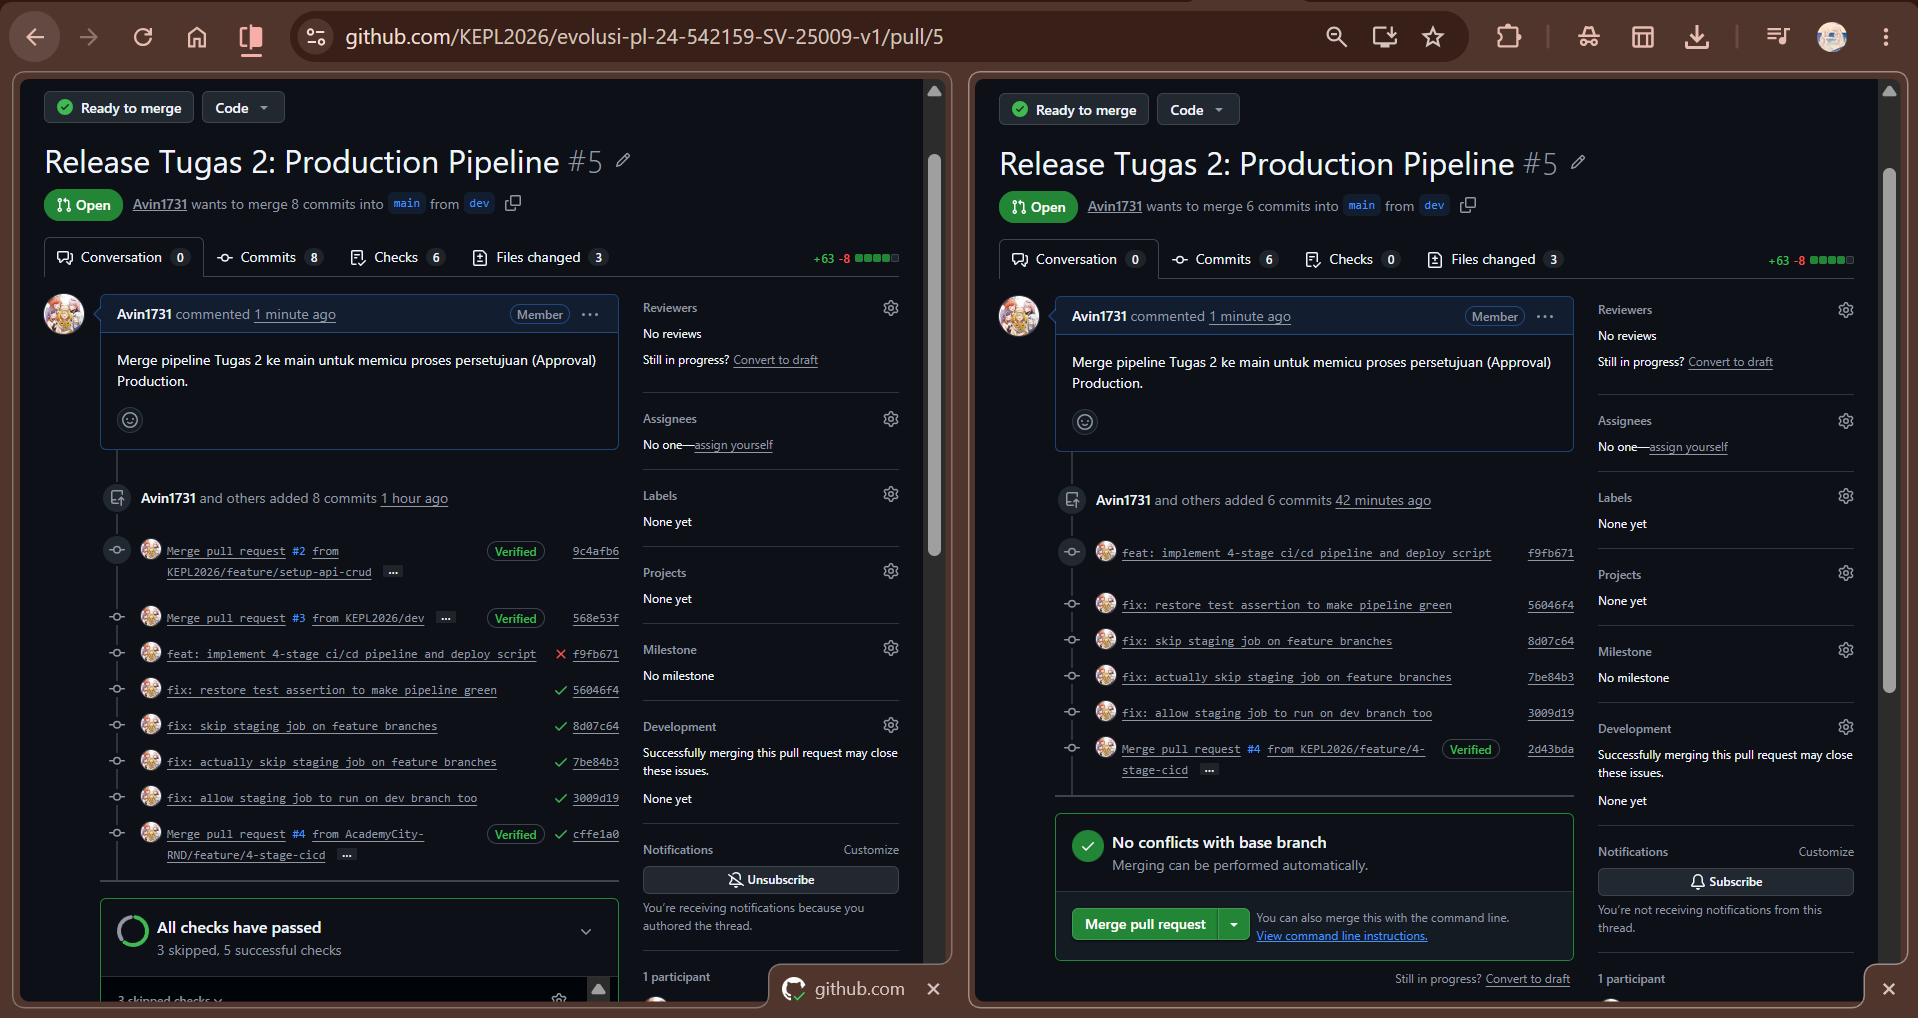 github.com/KEPL2026/evolusi-pl-24-542159-SV-25009-v1/pull/5
Ready to merge
Code
Release Tugas 2: Production Pipeline #5
Open
Avin1731 wants to merge 8 commits into main from dev
Conversation 0
Commits 8
Checks 6
Files changed 3
+63 -8
Avin1731 commented 1 minute ago
Member
Merge pipeline Tugas 2 ke main untuk memicu proses persetujuan (Approval)
Production.
Avin1731 and others added 8 commits 1 hour ago
Merge pull request #2 from
KEPL2026/feature/setup-api-crud ...
Verified
9c4afb6
Merge pull request #3 from KEPL2026/dev ...
Verified
568e53f
feat: implement 4-stage ci/cd pipeline and deploy script
f9fb671
fix: restore test assertion to make pipeline green
56046f4
fix: skip staging job on feature branches
8d07c64
fix: actually skip staging job on feature branches
7be84b3
fix: allow staging job to run on dev branch too
3009d19
Merge pull request #4 from AcademyCity-
RND/feature/4-stage-cicd ...
Verified
cffe1a0
All checks have passed
3 skipped, 5 successful checks
3 skipped checks
Reviewers
No reviews
Still in progress? Convert to draft
Assignees
No one—assign yourself
Labels
None yet
Projects
None yet
Milestone
No milestone
Development
Successfully merging this pull request may close
these issues.
None yet
Notifications
Customize
Unsubscribe
You're receiving notifications because you
authored the thread.
1 participant
github.com
Ready to merge
Code
Release Tugas 2: Production Pipeline #5
Open
Avin1731 wants to merge 6 commits into main from dev
Conversation 0
Commits 6
Checks 0
Files changed 3
+63 -8
Avin1731 commented 1 minute ago
Member
Merge pipeline Tugas 2 ke main untuk memicu proses persetujuan (Approval)
Production.
Avin1731 and others added 6 commits 42 minutes ago
feat: implement 4-stage ci/cd pipeline and deploy script
f9fb671
fix: restore test assertion to make pipeline green
56046f4
fix: skip staging job on feature branches
8d07c64
fix: actually skip staging job on feature branches
7be84b3
fix: allow staging job to run on dev branch too
3009d19
Merge pull request #4 from KEPL2026/feature/4-
stage-cicd ...
Verified
2d43bda
No conflicts with base branch
Merging can be performed automatically.
Merge pull request
You can also merge this with the command line.
View command line instructions.
Still in progress? Convert to draft
Reviewers
No reviews
Still in progress? Convert to draft
Assignees
No one—assign yourself
Labels
None yet
Projects
None yet
Milestone
No milestone
Development
Successfully merging this pull request may close
these issues.
None yet
Notifications
Customize
Subscribe
You're not receiving notifications from this
thread.
1 participant